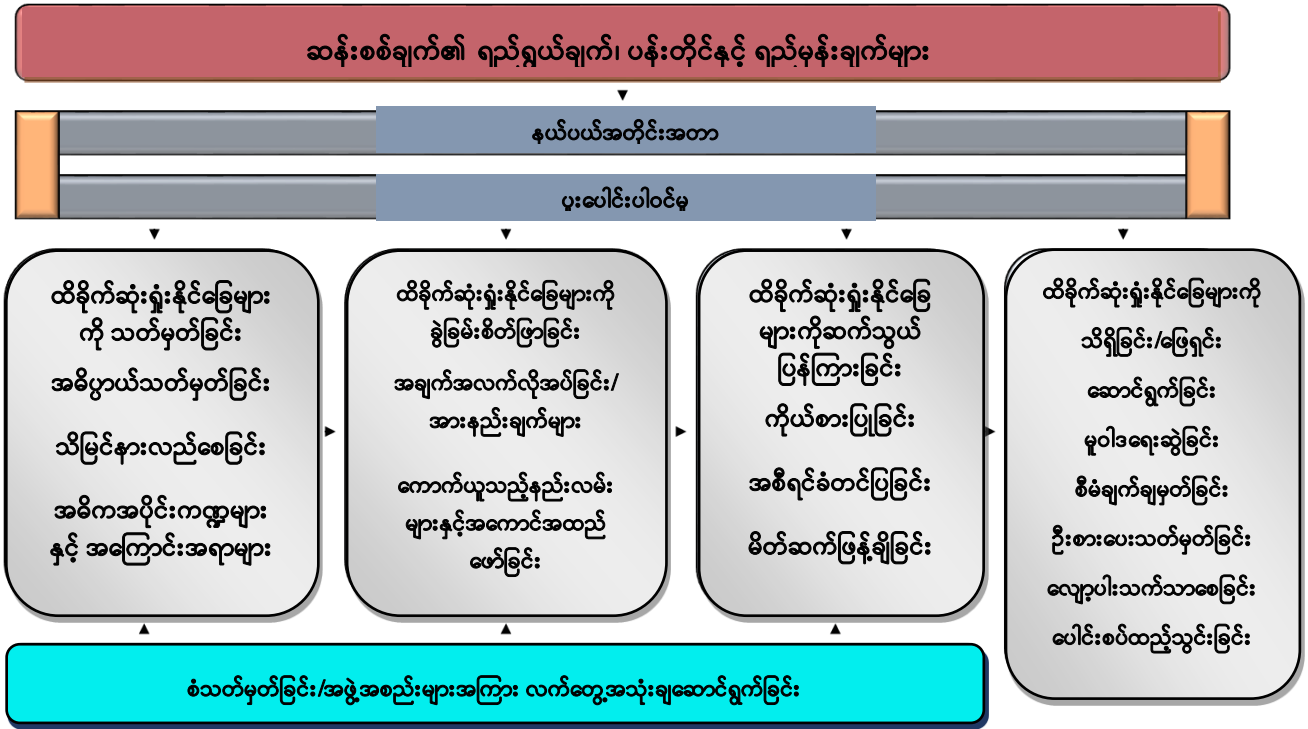 ဆန်းစစ်ချက်၏ ရည်ရွယ်ချက်၊ ပန်းတိုင်နှင့် ရည်မှန်းချက်များ
နယ်ပယ်အတိုင်းအတာ
ပူးပေါင်းပါဝင်မှု
ထိခိုက်ဆုံးရှုံးနိုင်ခြေများ
ကို သတ်မှတ်ခြင်း
အဓိပ္ပာယ်သတ်မှတ်ခြင်း
သိမြင်နားလည်စေခြင်း
အဓိကအပိုင်းကဏ္ဍများ
နှင့် အကြောင်းအရာများ
ထိခိုက်ဆုံးရှုံးနိုင်ခြေများကို
ခွဲခြမ်းစိတ်ဖြာခြင်း
အချက်အလက်လိုအပ်ခြင်း/
အားနည်းချက်များ
ကောက်ယူသည့်နည်းလမ်း
များနှင့်အကောင်အထည်
ဖော်ခြင်း
ထိခိုက်ဆုံးရှုံးနိုင်ခြေ
များကိုဆက်သွယ်
ပြန်ကြားခြင်း
ကိုယ်စားပြုခြင်း
အစီရင်ခံတင်ပြခြင်း
မိတ်ဆက်ဖြန့်ချိခြင်း
ထိခိုက်ဆုံးရှုံးနိုင်ခြေများကို
သိရှိခြင်း/ဖြေရှင်း
ဆောင်ရွက်ခြင်း
မူဝါဒရေးဆွဲခြင်း
စီမံချက်ချမှတ်ခြင်း
ဦးစားပေးသတ်မှတ်ခြင်း
လျော့ပါးသက်သာစေခြင်း
ပေါင်းစပ်ထည့်သွင်းခြင်း
စံသတ်မှတ်ခြင်း/အဖွဲ့အစည်းများအကြား လက်တွေ့အသုံးချဆောင်ရွက်ခြင်း